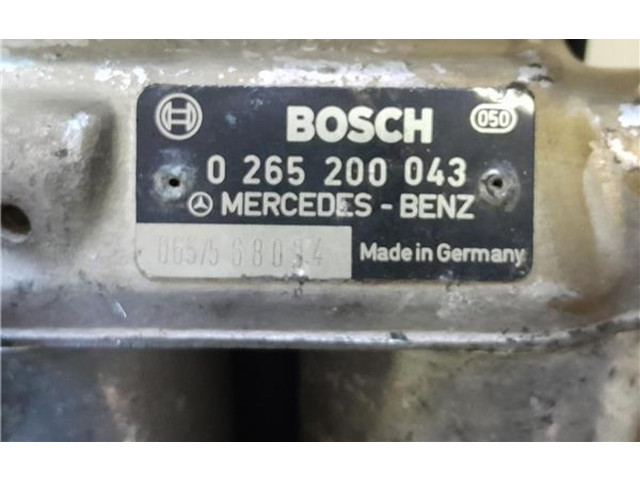 BOSCH 050
0 265 200 043
MERCEDES - BENZ
Made in Germany